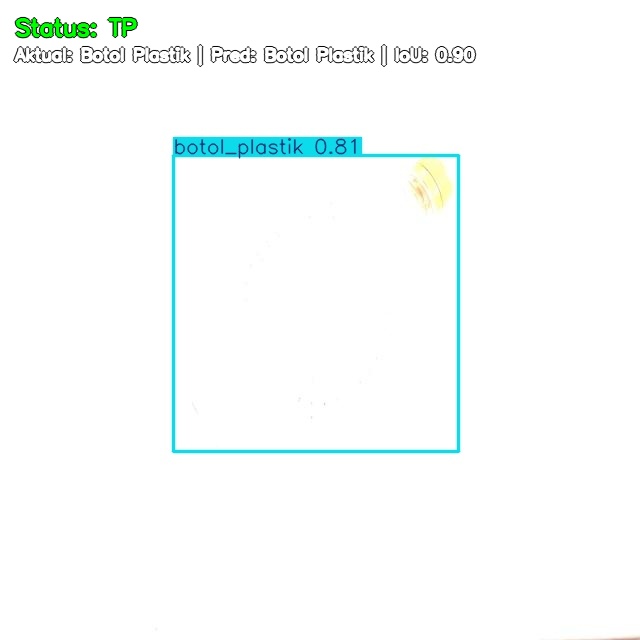 Status: TP
Aktual: Botol Plastik | Pred: Botol Plastik | IoU: 0.90
botol_plastik 0.81